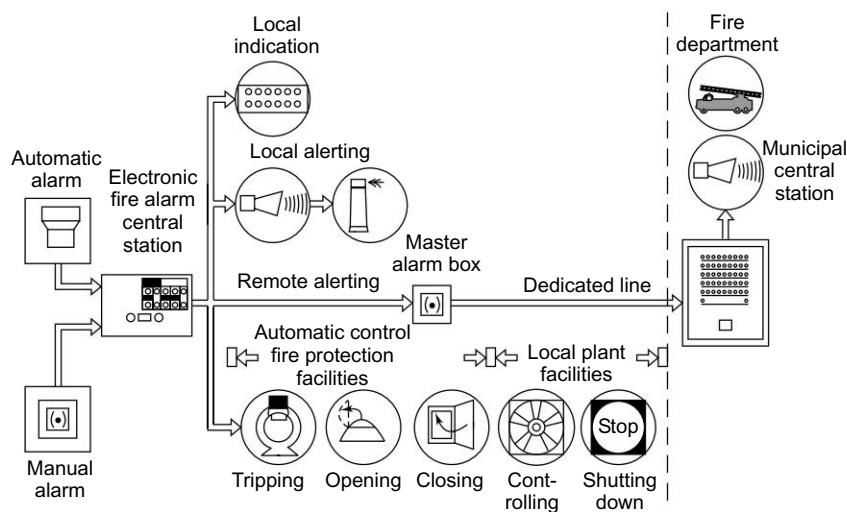 Local
indication
Fire
department
Automatic
alarm
Electronic
fire alarm
central
station
Local alerting
Municipal
central
station
Master
alarm box
Remote alerting
Dedicated line
Automatic control
fire protection
facilities
Local plant
facilities
Stop
Manual
alarm
Tripping
Opening
Closing
Cont-
rolling
Shutting
down